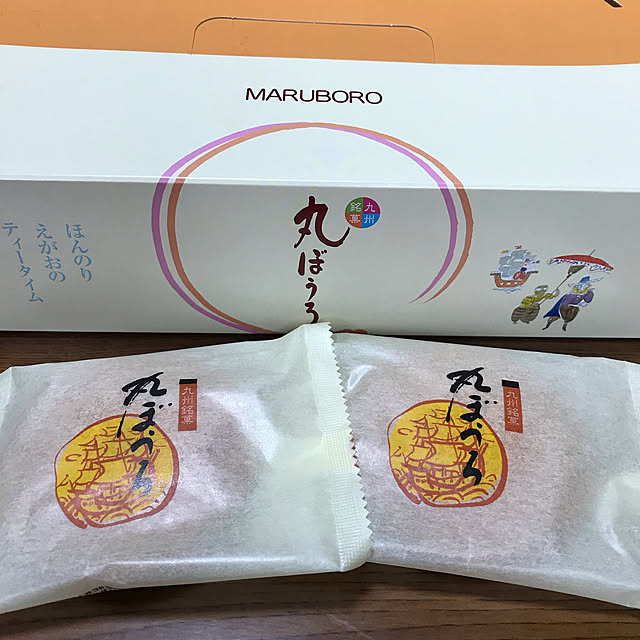 MARUBORO
九州
銘菓
丸ぼうろ
ほんのり
えがおの
ティータイム
九州銘菓
丸ぼうろ
九州銘菓
丸ぼうろ